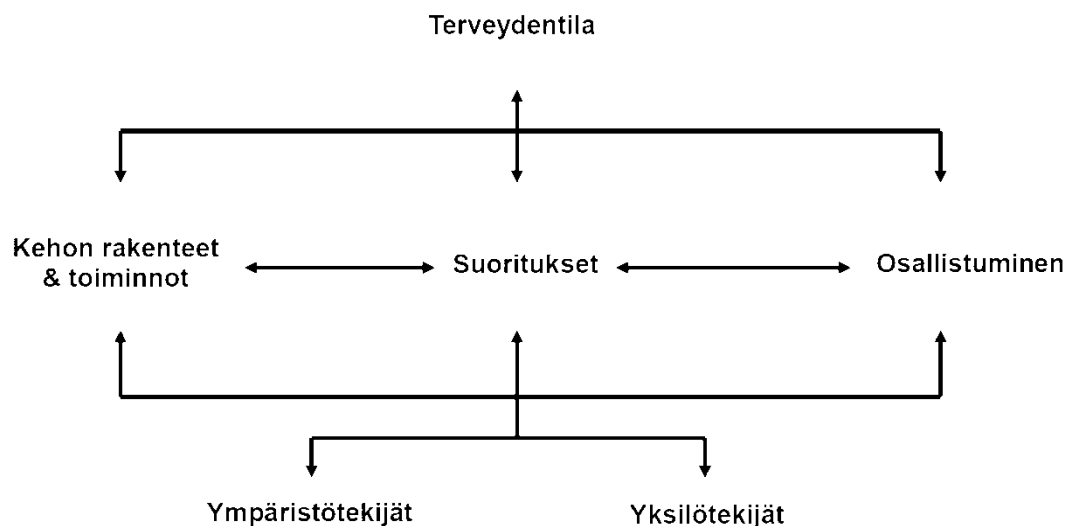 Terveydentila
Kehon rakenteet
& toiminnot
Suoritukset
Osallistuminen
Ympäristötekijät
Yksilötekijät